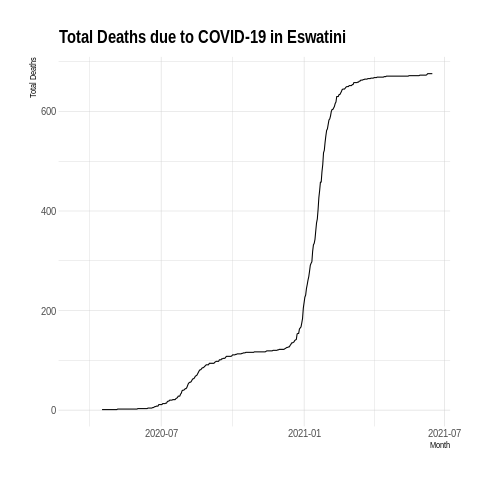 Total Deaths due to COVID-19 in Eswatini
Total Deaths
600
400
200
0
2020-07
2021-01
2021-07
Month